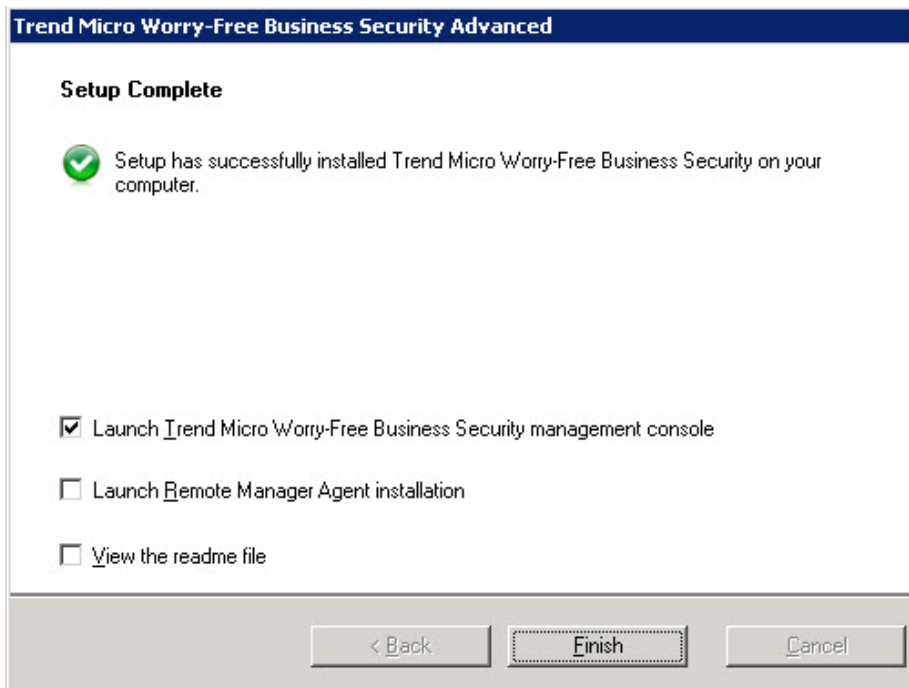 Trend Micro Worry-Free Business Security Advanced
Setup Complete
Setup has successfully installed Trend Micro Worry-Free Business Security on your
computer.
Launch Trend Micro Worry-Free Business Security management console
Launch Remote Manager Agent installation
View the readme file
< Back
Finish
Cancel